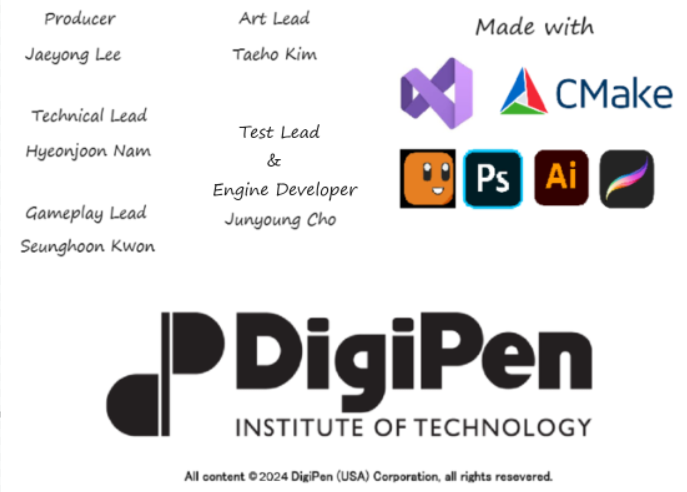 Producer
Jaeyong Lee
Technical Lead
Hyeonjoon Nam
Gameplay Lead
Seunghoon Kwon
Art Lead
Taeho Kim
Test Lead
&
Engine Developer
Junyoung Cho
Made with
CMake
Ps
Ai
DigiPen
INSTITUTE OF TECHNOLOGY
All content ©2024 DigiPen (USA) Corporation, all rights resevered.